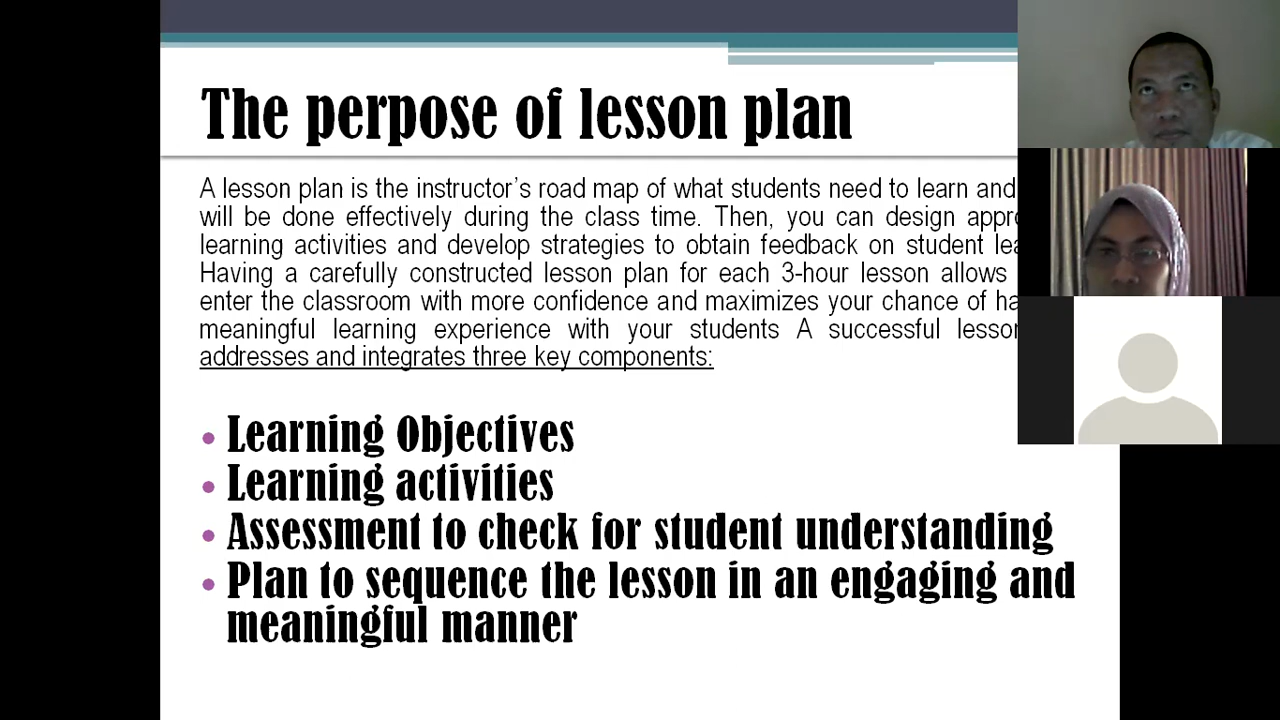 The perpose of lesson plan
A lesson plan is the instructor's road map of what students need to learn and
will be done effectively during the class time. Then, you can design
learning activities and develop strategies to obtain feedback on student
Having a carefully constructed lesson plan for each 3-hour lesson allows
enter the classroom with more confidence and maximizes your chance of
meaningful learning experience with your students A successful lesson
addresses and integrates three key components:
• Learning Objectives
• Learning activities
• Assessment to check for student understanding
• Plan to sequence the lesson in an engaging and
meaningful manner